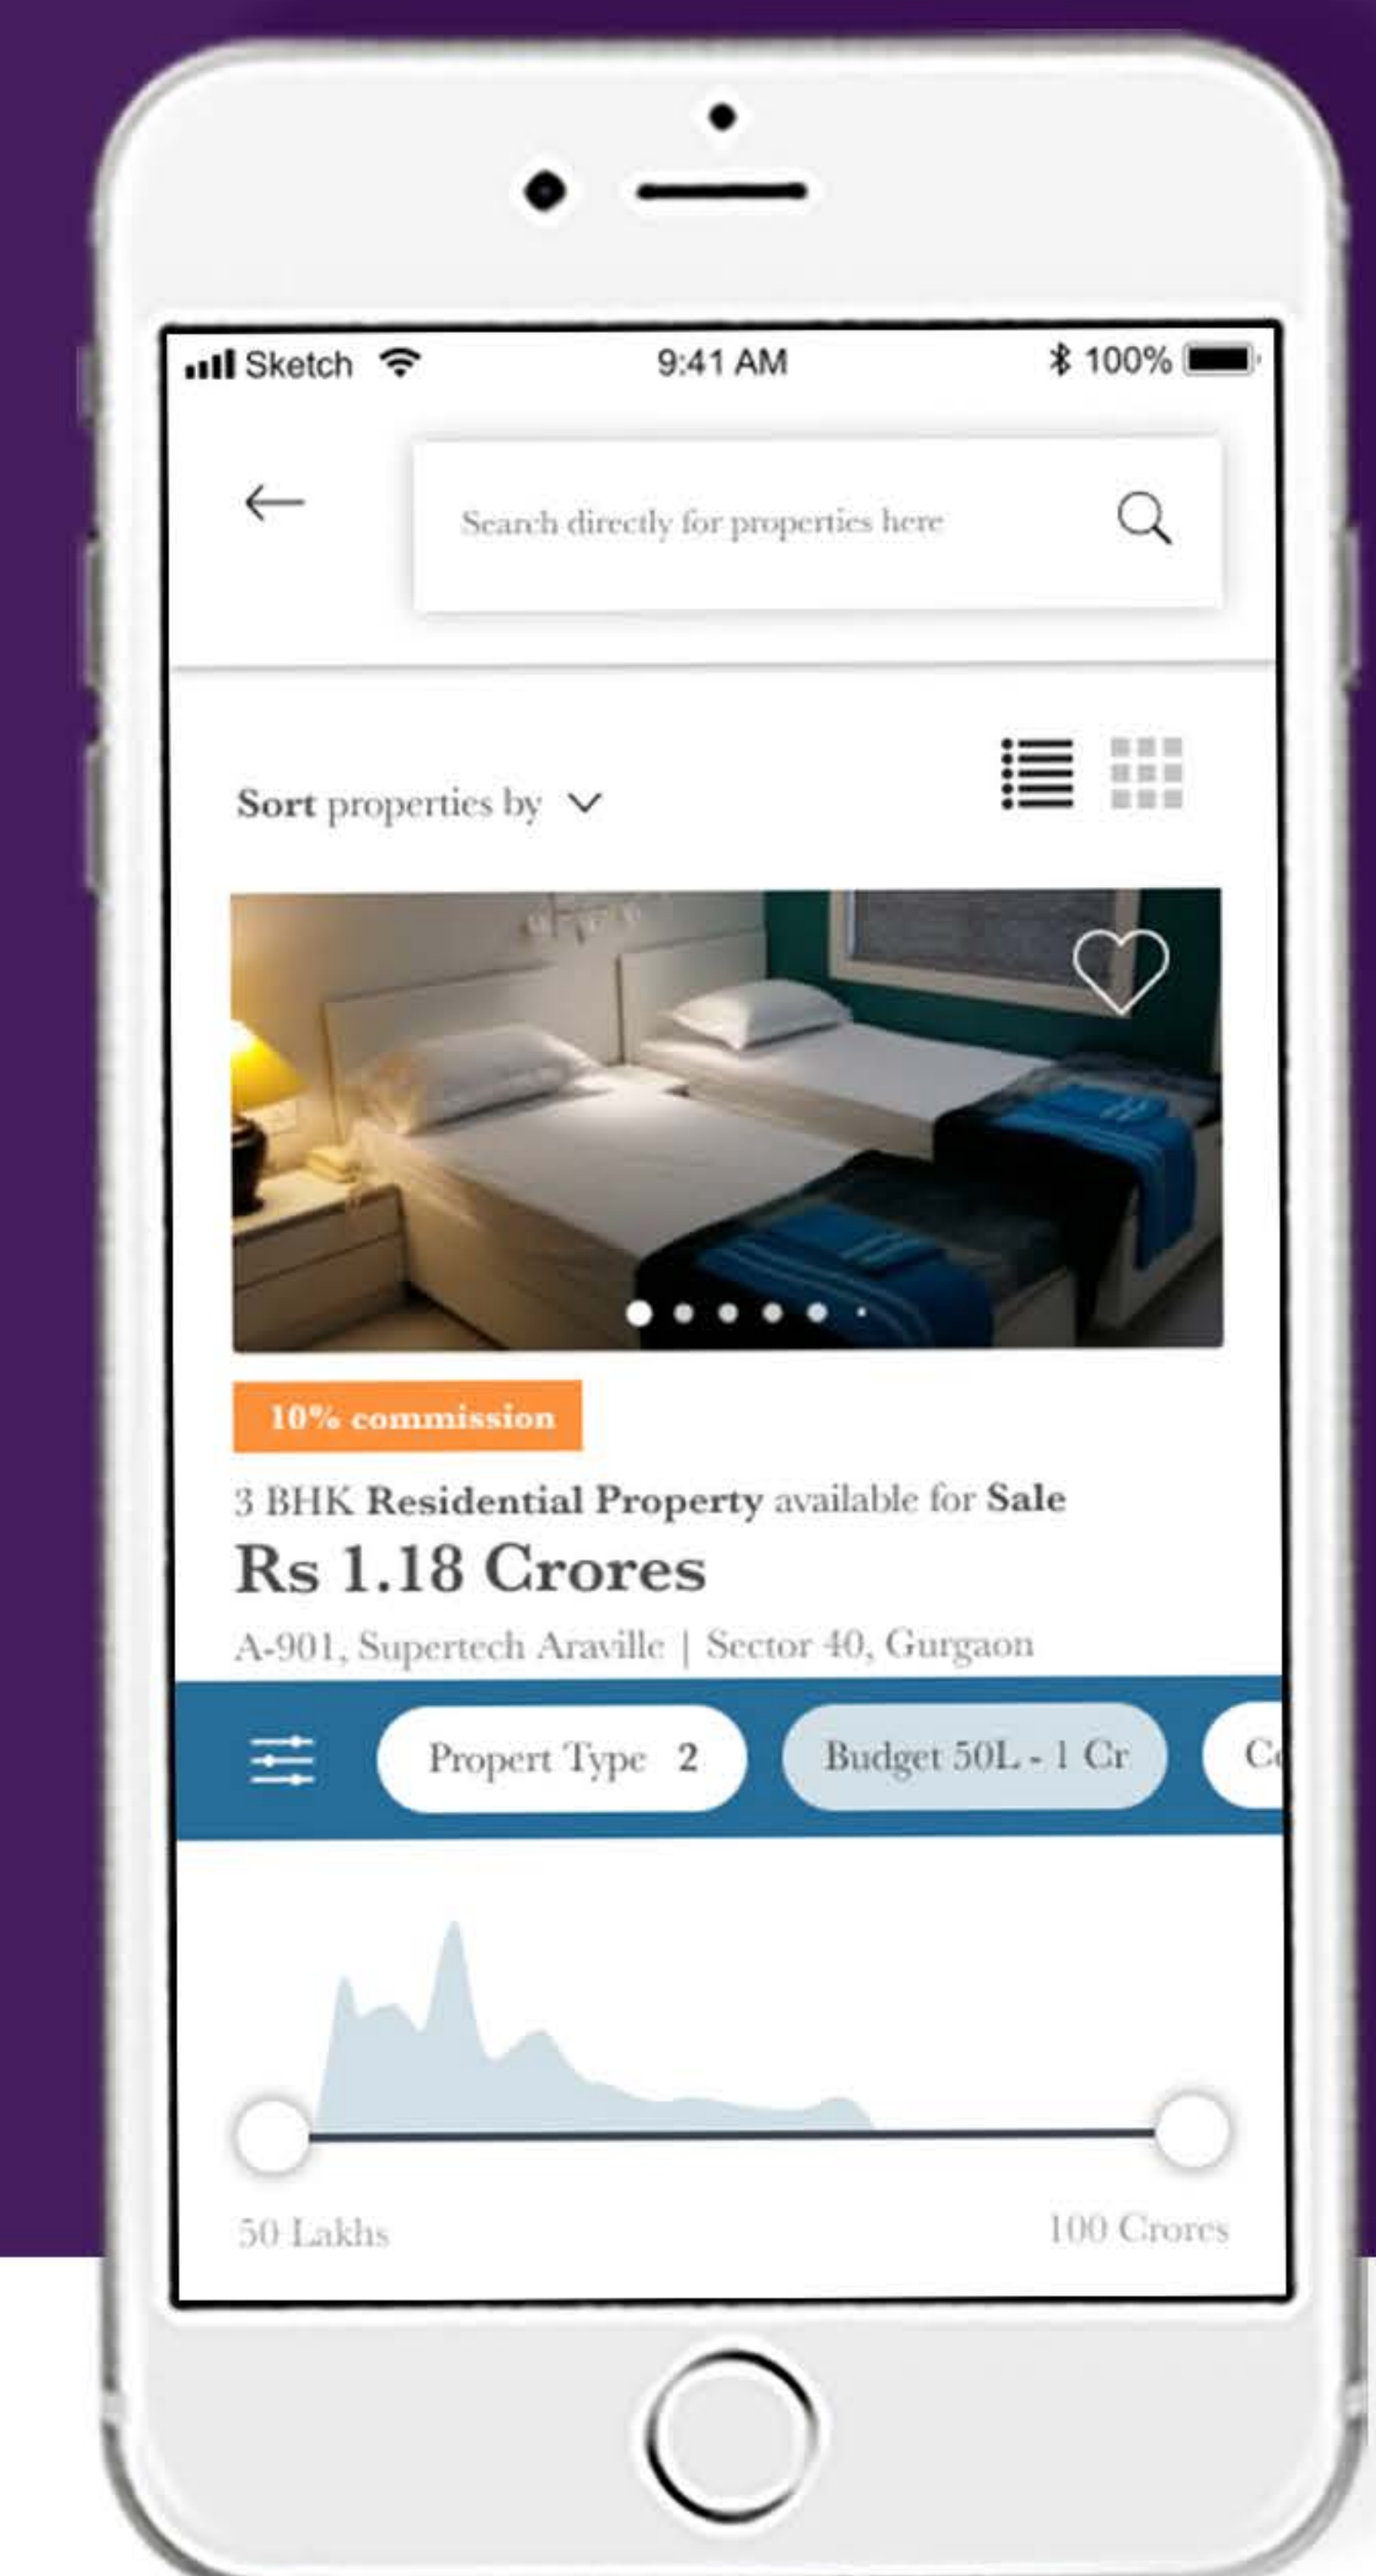 Sketch 9:41 AM 100%
Search directly for properties here
Sort properties by
10% commission
3 BHK Residential Property available for Sale
Rs 1.18 Crores
A-901, Supertech Araville | Sector 40, Gurgaon
Propert Type 2 Budget 50L - 1 Cr
50 Lakhs 100 Crores